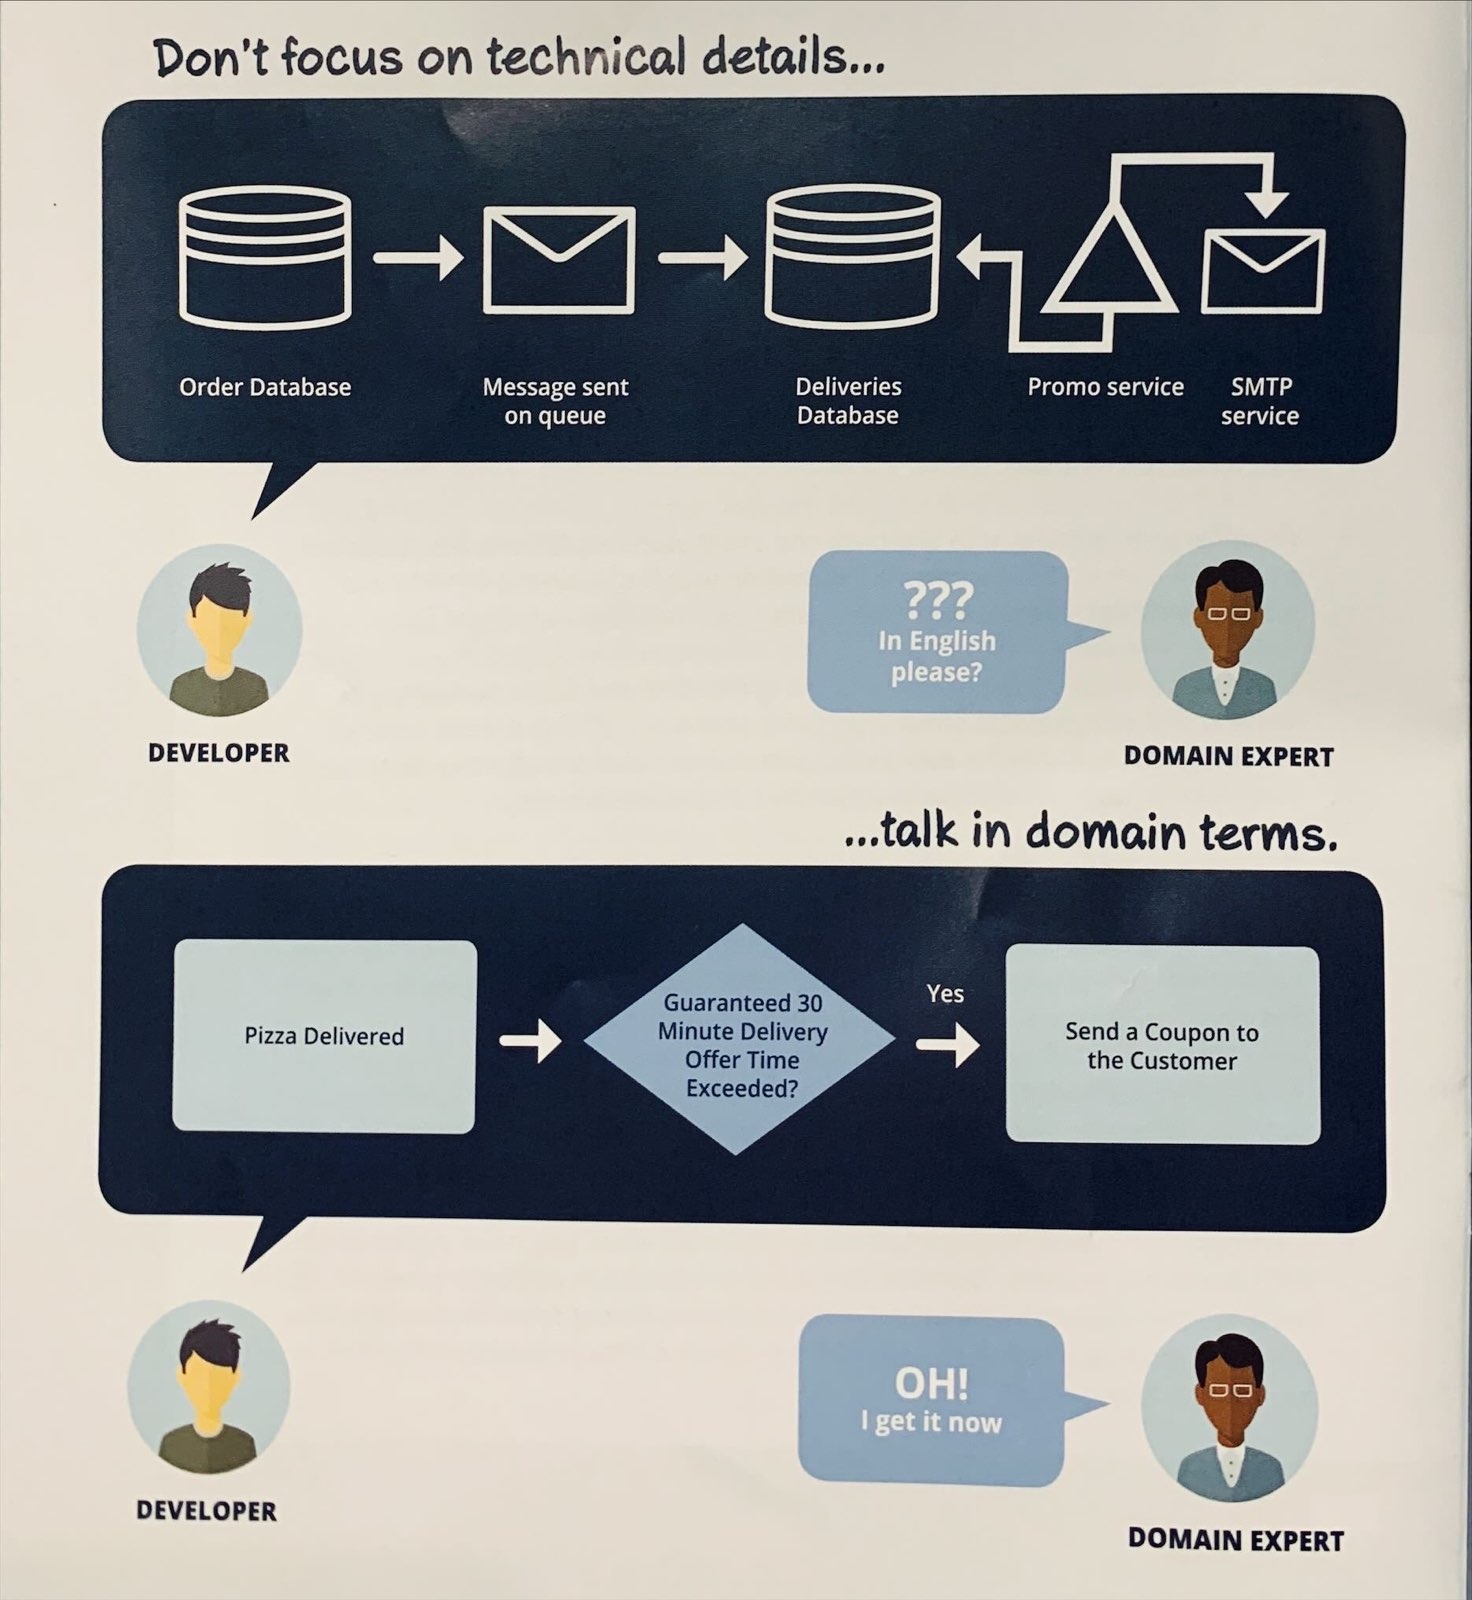 Don't focus on technical details...
Order Database
Message sent
on queue
Deliveries
Database
Promo service
SMTP
service
DEVELOPER
???
In English
please?
DOMAIN EXPERT
...talk in domain terms.
Pizza Delivered
Guaranteed 30
Minute Delivery
Offer Time
Exceeded?
Yes
Send a Coupon to
the Customer
DEVELOPER
OH!
I get it now
DOMAIN EXPERT